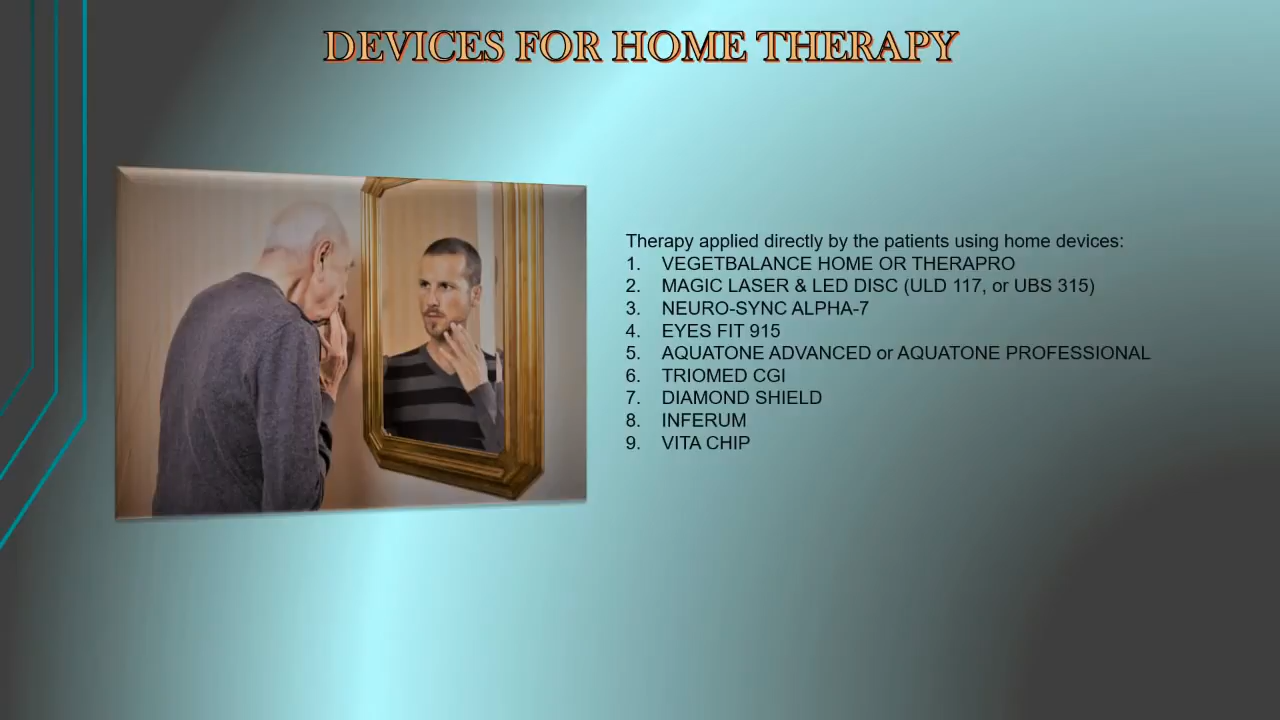 DEVICES FOR HOME THERAPY
Therapy applied directly by the patients using home devices:
1. VEGETBALANCE HOME OR THERAPRO
2. MAGIC LASER & LED DISC (ULD 117, or UBS 315)
3. NEURO-SYNC ALPHA-7
4. EYES FIT 915
5. AQUATONE ADVANCED or AQUATONE PROFESSIONAL
6. TRIOMED CGI
7. DIAMOND SHIELD
8. INFERUM
9. VITA CHIP